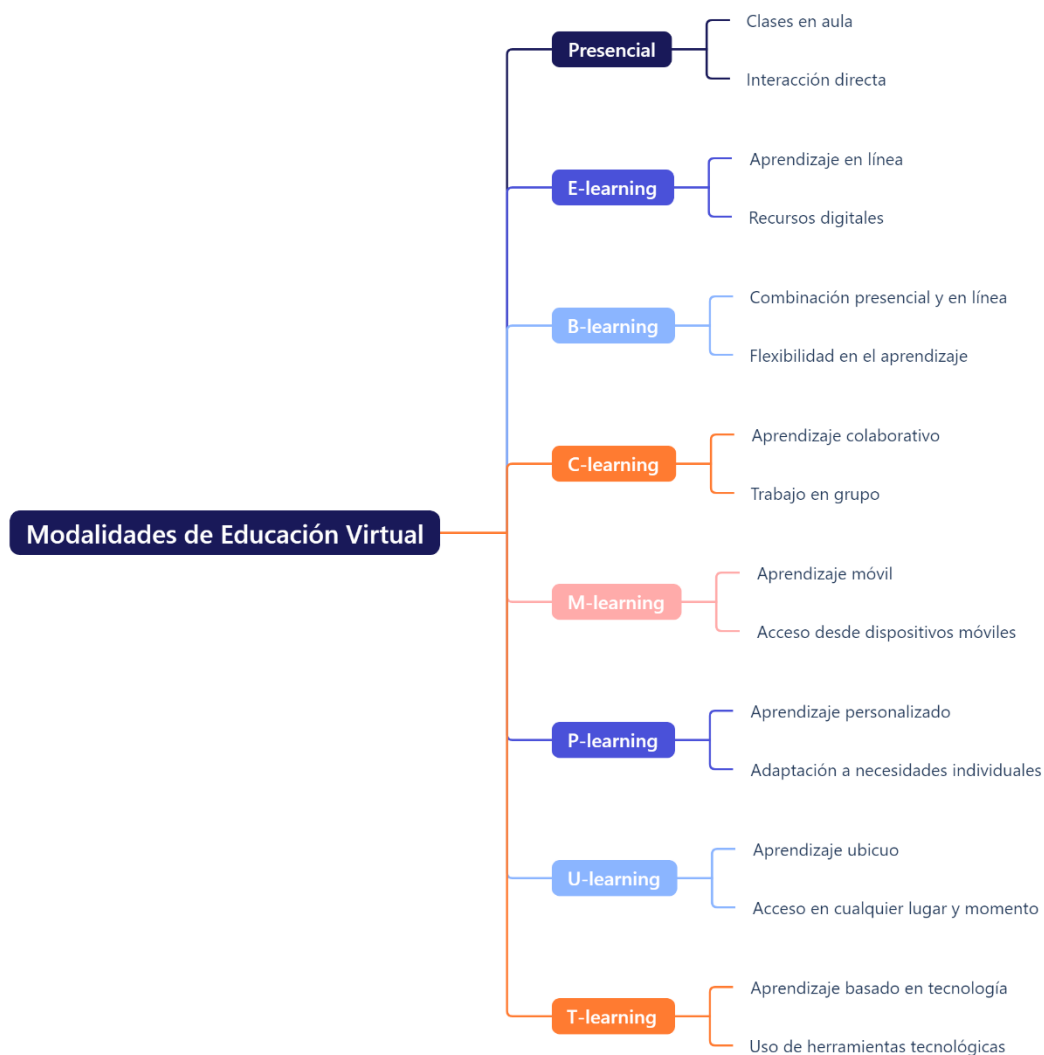 Modalidades de Educación Virtual
Presencial
Clases en aula
Interacción directa
E-learning
Aprendizaje en línea
Recursos digitales
B-learning
Combinación presencial y en línea
Flexibilidad en el aprendizaje
C-learning
Aprendizaje colaborativo
Trabajo en grupo
M-learning
Aprendizaje móvil
Acceso desde dispositivos móviles
P-learning
Aprendizaje personalizado
Adaptación a necesidades individuales
U-learning
Aprendizaje ubicuo
Acceso en cualquier lugar y momento
T-learning
Aprendizaje basado en tecnología
Uso de herramientas tecnológicas